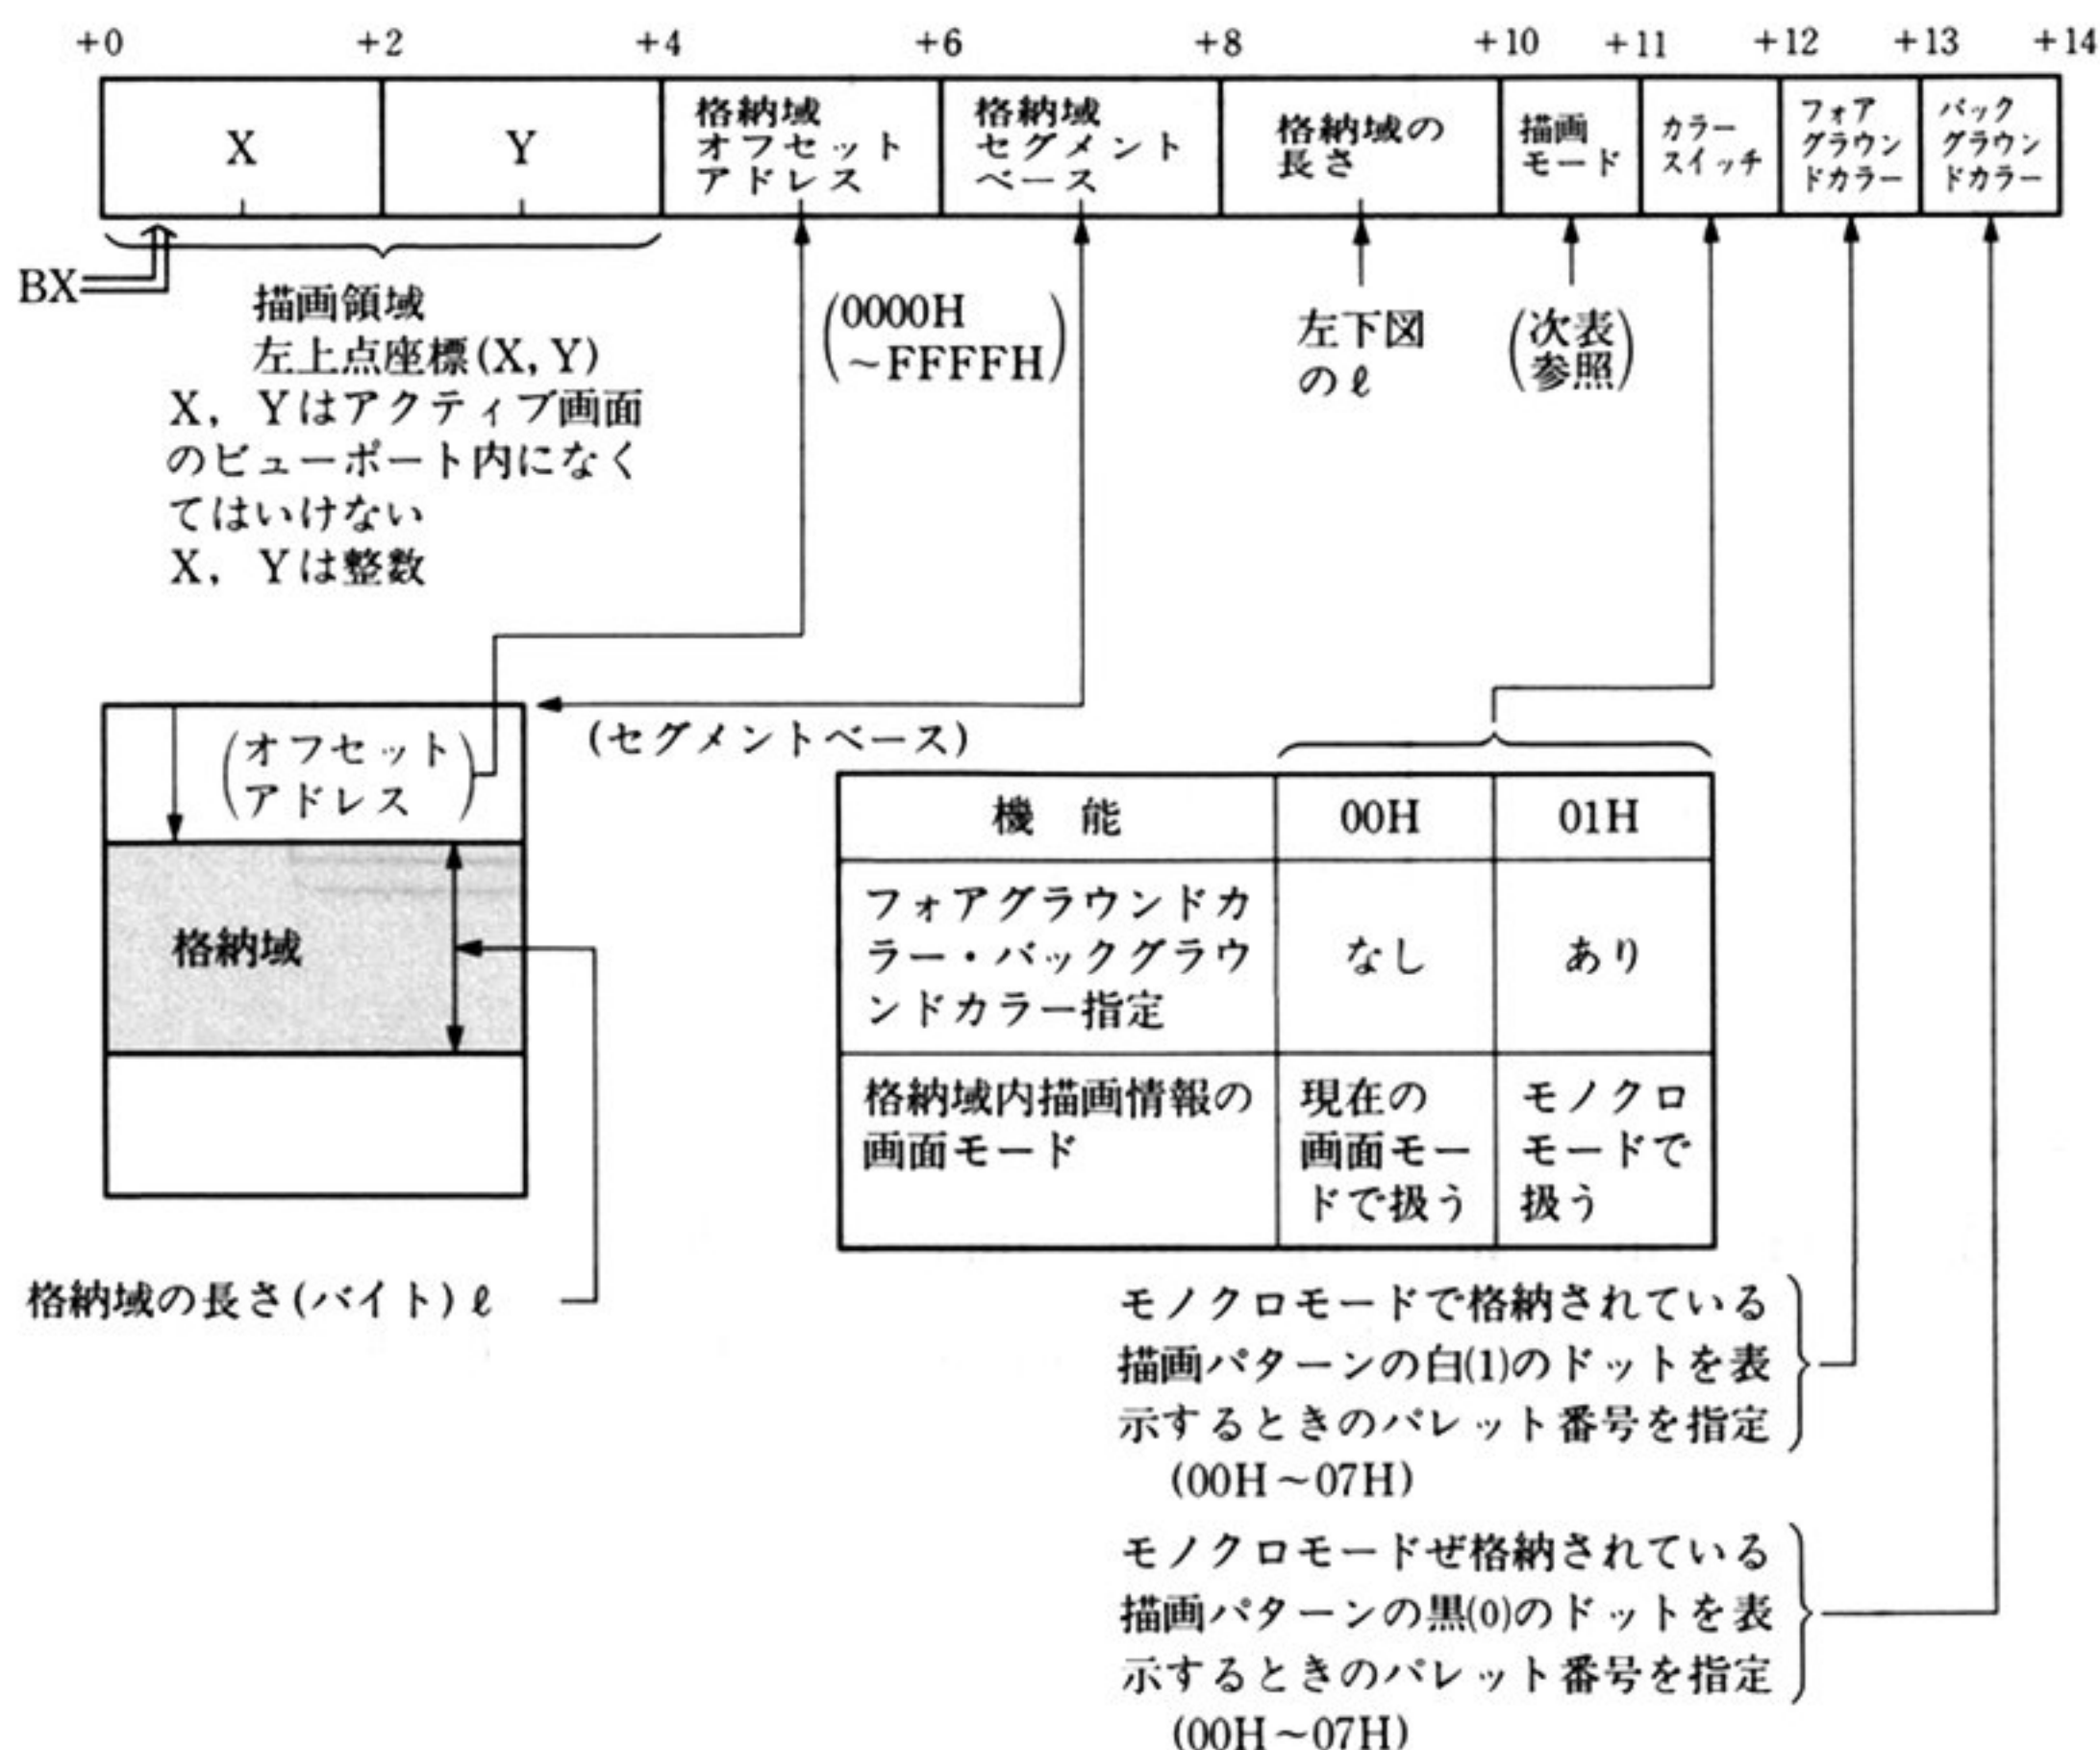 +0 +2 +4 +6 +8 +10 +11 +12 +13 +14
X
Y
格納域
オフセット
アドレス
格納域
セグメント
ベース
格納域の
長さ
描画
モード
カラー
スイッチ
フォア
グラウン
ドカラー
バック
グラウン
ドカラー
BX
描画領域
左上点座標(X, Y)
X, Yはアクティブ画面
のビューポート内になく
てはいけない
X, Yは整数
(0000H
~FFFFH)
左下図
のℓ
(次表
参照)
(オフセット
アドレス)
(セグメントベース)
格納域
格納域の長さ(バイト)ℓ
機 能 00H 01H
フォアグラウンドカ
ラー・バックグラウ
ンドカラー指定
なし
あり
格納域内描画情報の
画面モード
現在の
画面モー
ドで扱う
モノクロ
モードで
扱う
モノクロモードで格納されている
描画パターンの白(1)のドットを表
示するときのパレット番号を指定
(00H~07H)
モノクロモードぜ格納されている
描画パターンの黒(0)のドットを表
示するときのパレット番号を指定
(00H~07H)